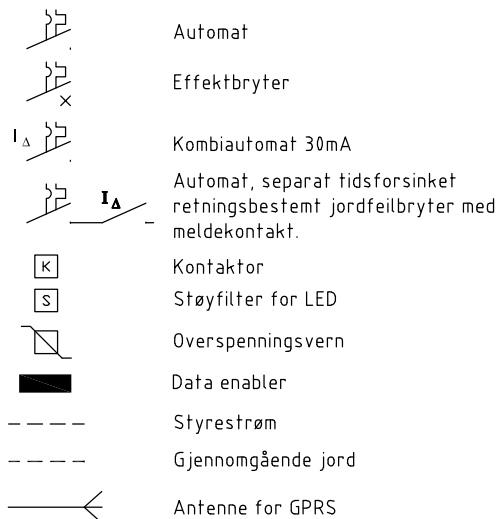 Automat
Effektbryter
I Δ Kombiautomat 30mA
Automat, separat tidsforsinket
I Δ retningsbestemt jordfeilbryter med
meldekontakt.
K Kontaktor
S Støyfilter for LED
Overspenningsvern
Data enabler
Styrestrøm
Gjennomgående jord
Antenne for GPRS